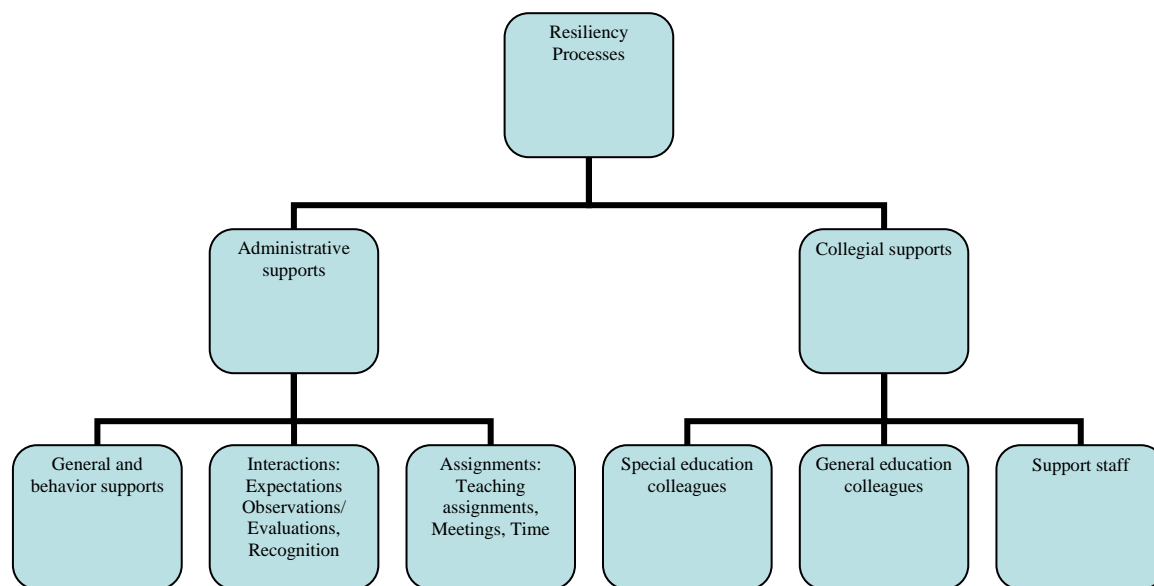 Resiliency
Processes
Administrative
supports
Collegial supports
General and
behavior supports
Interactions:
Expectations
Observations/
Evaluations,
Recognition
Assignments:
Teaching
assignments,
Meetings, Time
Special education
colleagues
General education
colleagues
Support staff